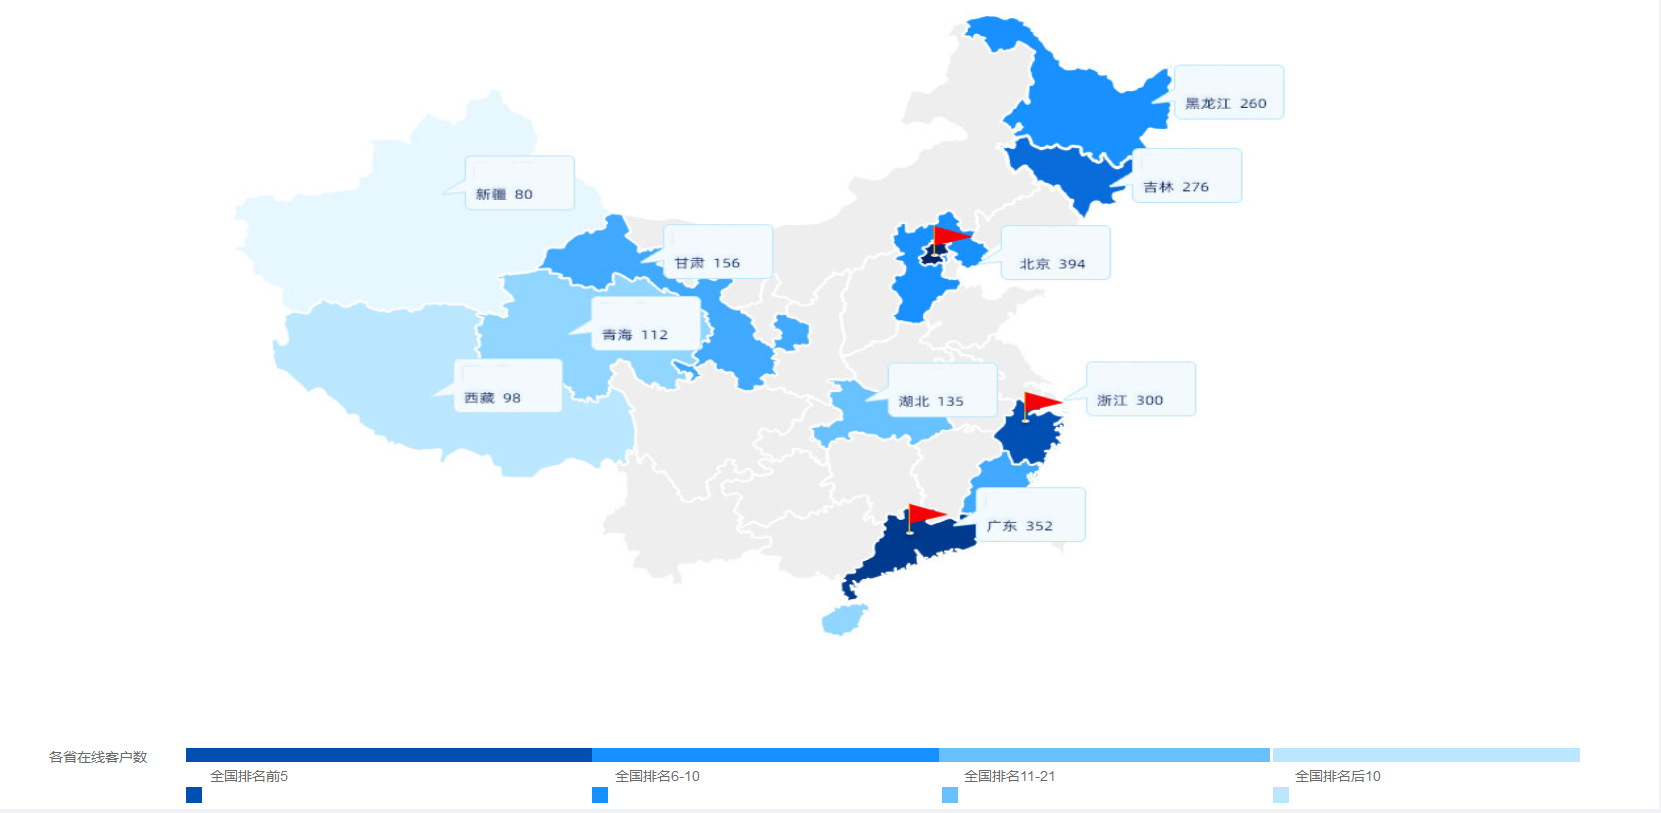 黑龙江 260
吉林 276
新疆 80
甘肃 156
北京 394
青海 112
西藏 98
湖北 135
浙江 300
广东 352
各省在线客户数
全国排名前5
全国排名6-10
全国排名11-21
全国排名后10